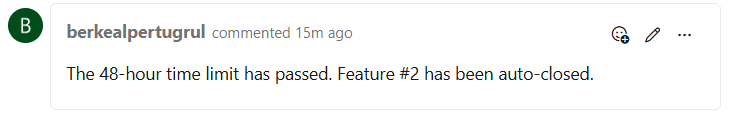 B
berkealpertugrul commented 15m ago
The 48-hour time limit has passed. Feature #2 has been auto-closed.